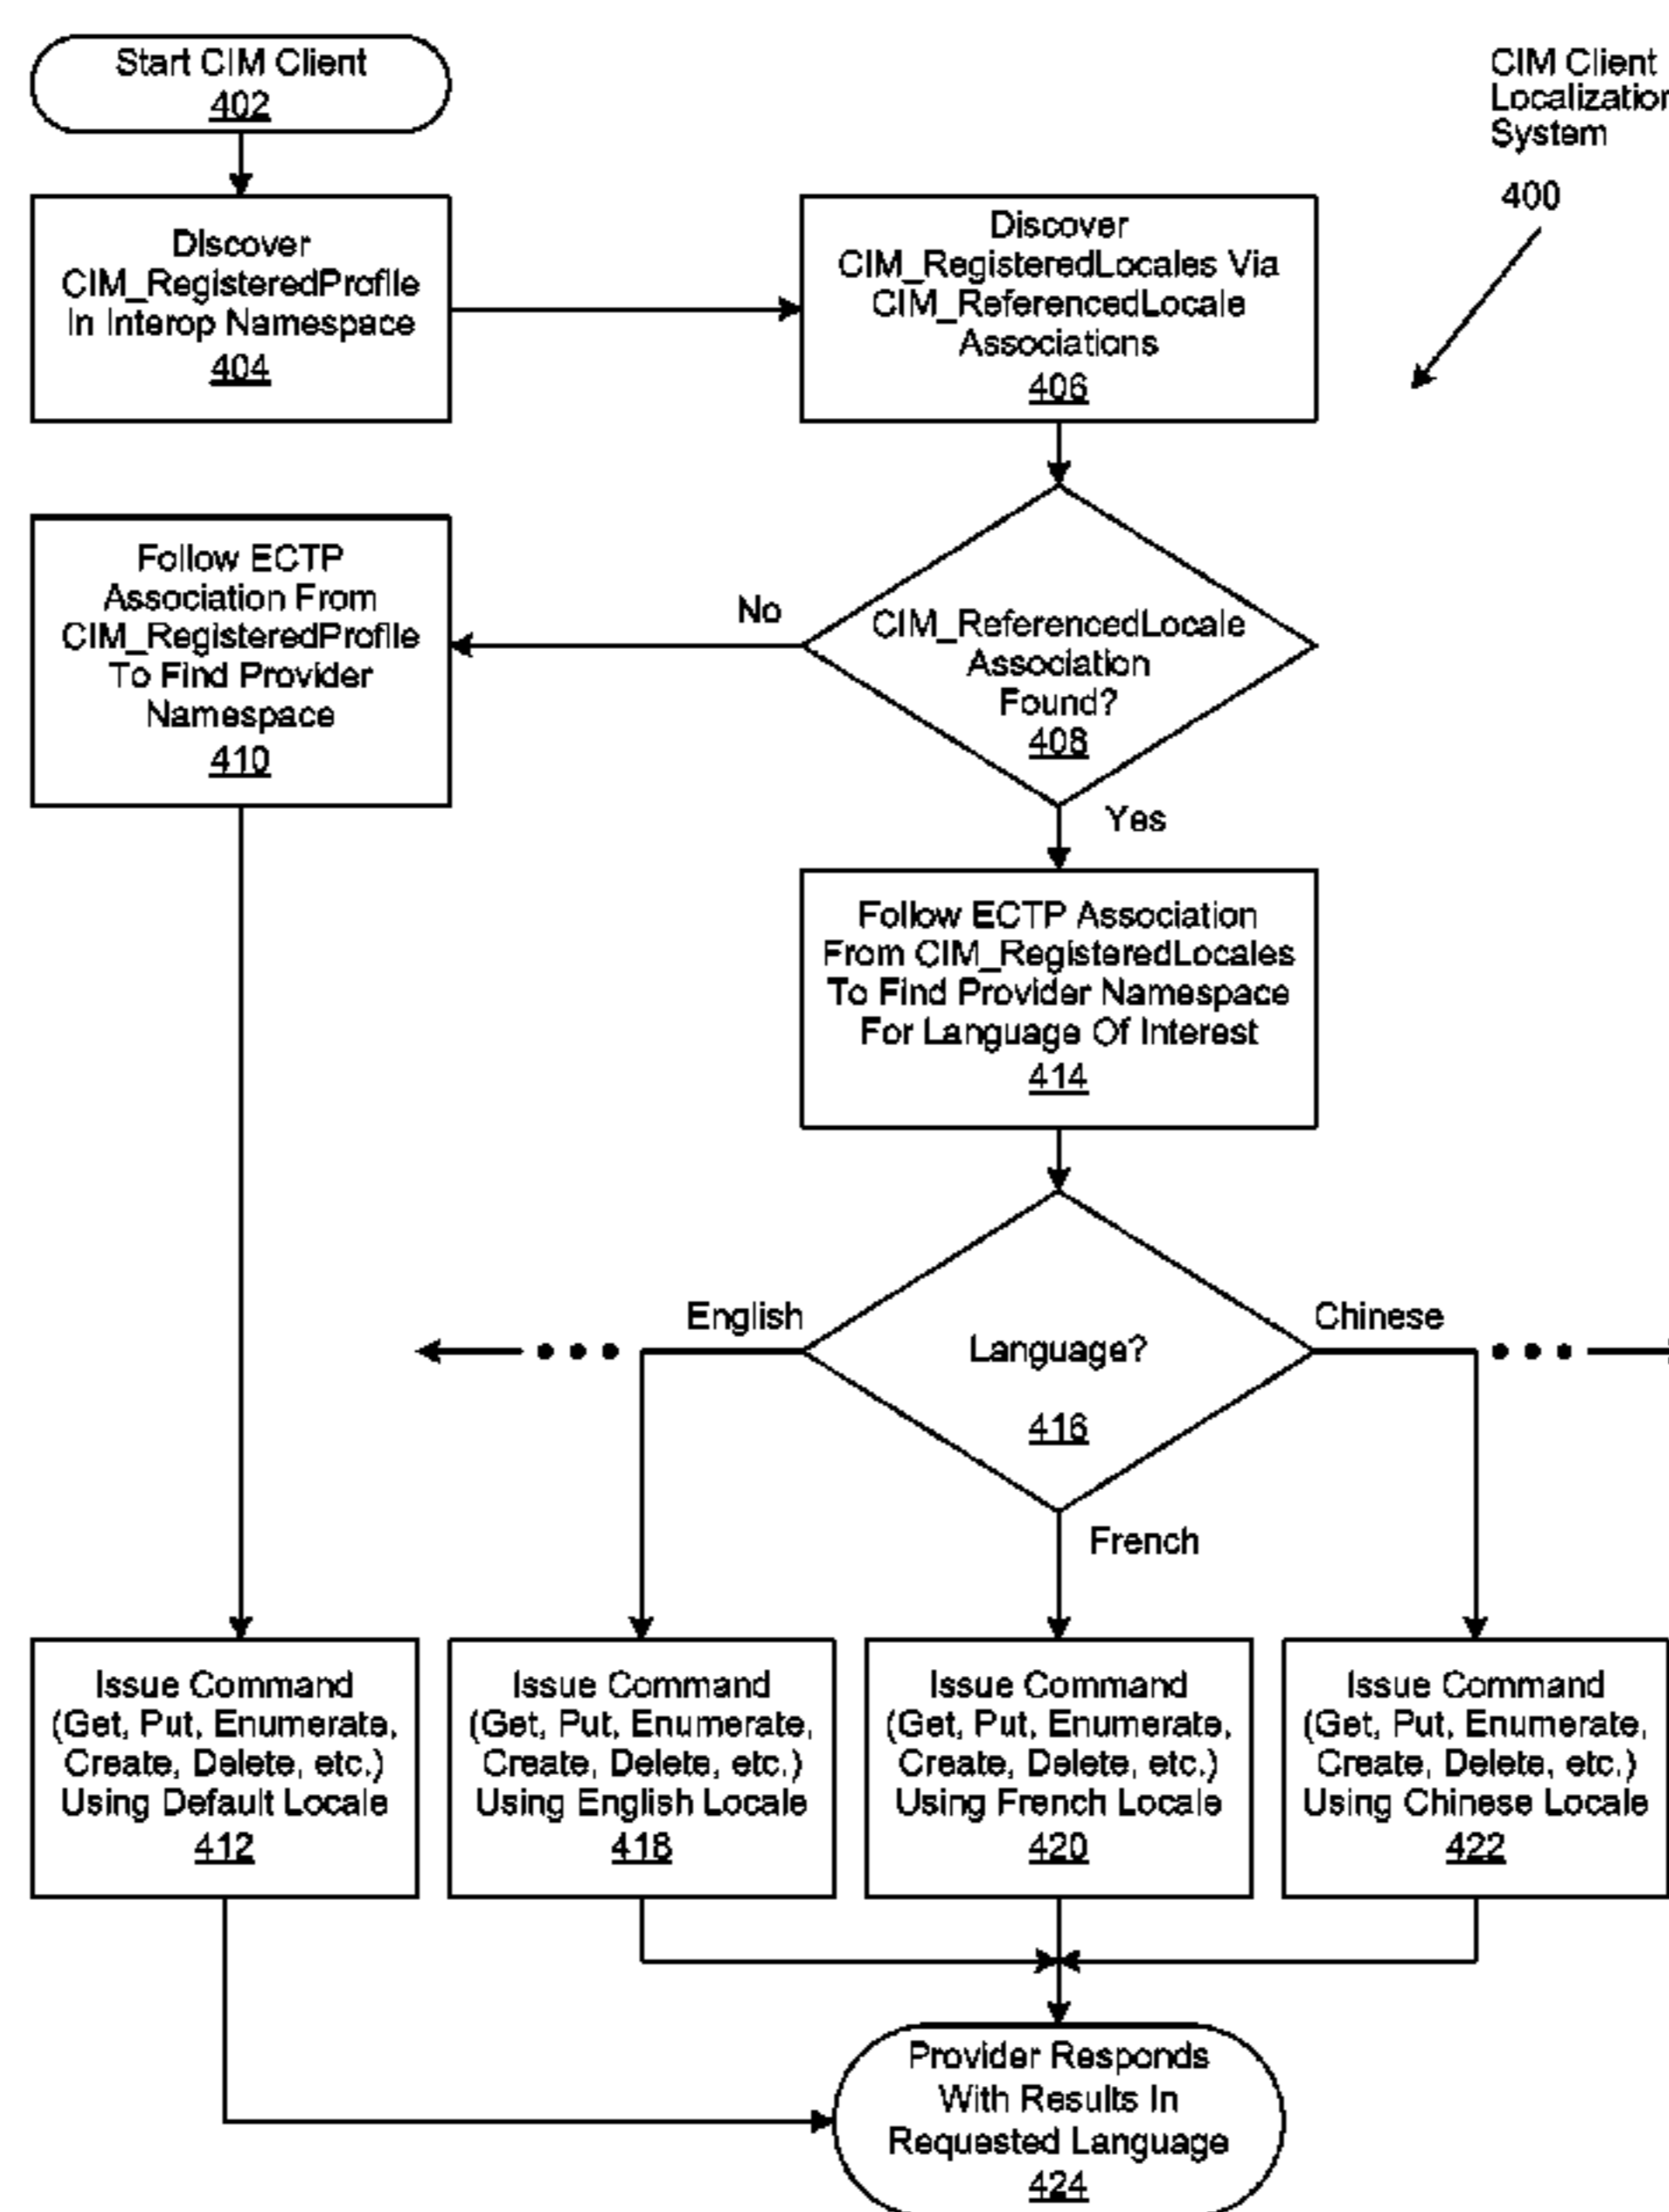 Start CIM Client
402
CIM Client
Localization
System
400
Discover
CIM_RegisteredProfile
In Interop Namespace
404
Discover
CIM_RegisteredLocales Via
CIM_ReferencedLocale
Associations
406
Follow ECTP
Association From
CIM_RegisteredProfile
To Find Provider
Namespace
410
No
CIM_ReferencedLocale
Association
Found?
408
Yes
Follow ECTP Association
From CIM_RegisteredLocales
To Find Provider Namespace
For Language Of Interest
414
English
Language?
416
Chinese
French
Issue Command
(Get, Put, Enumerate,
Create, Delete, etc.)
Using Default Locale
412
Issue Command
(Get, Put, Enumerate,
Create, Delete, etc.)
Using English Locale
418
Issue Command
(Get, Put, Enumerate,
Create, Delete, etc.)
Using French Locale
420
Issue Command
(Get, Put, Enumerate,
Create, Delete, etc.)
Using Chinese Locale
422
Provider Responds
With Results In
Requested Language
424